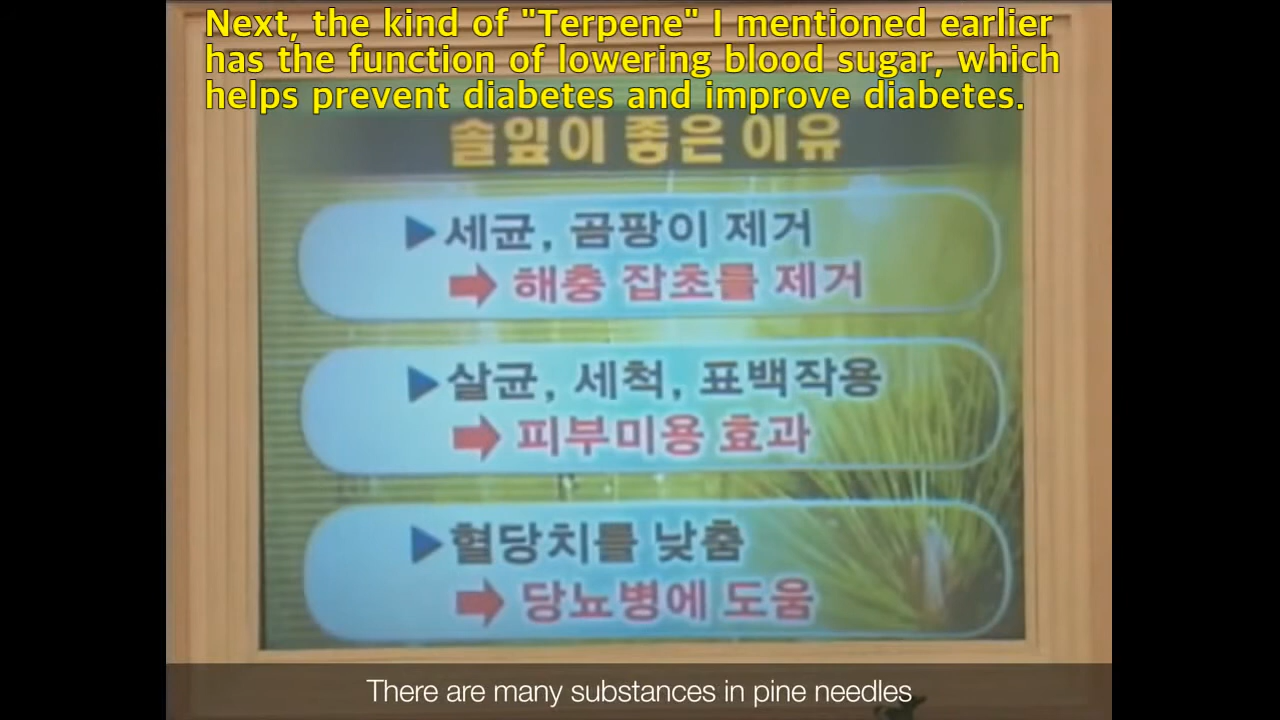 Next, the kind of "Terpene" I mentioned earlier
has the function of lowering blood sugar, which
helps prevent diabetes and improve diabetes.
솔잎이 좋은 이유
▶세균, 곰팡이 제거
➡ 해충 잡초를 제거
▶살균, 세척, 표백작용
➡ 피부미용 효과
▶혈당치를 낮춤
➡ 당뇨병에 도움
There are many substances in pine needles